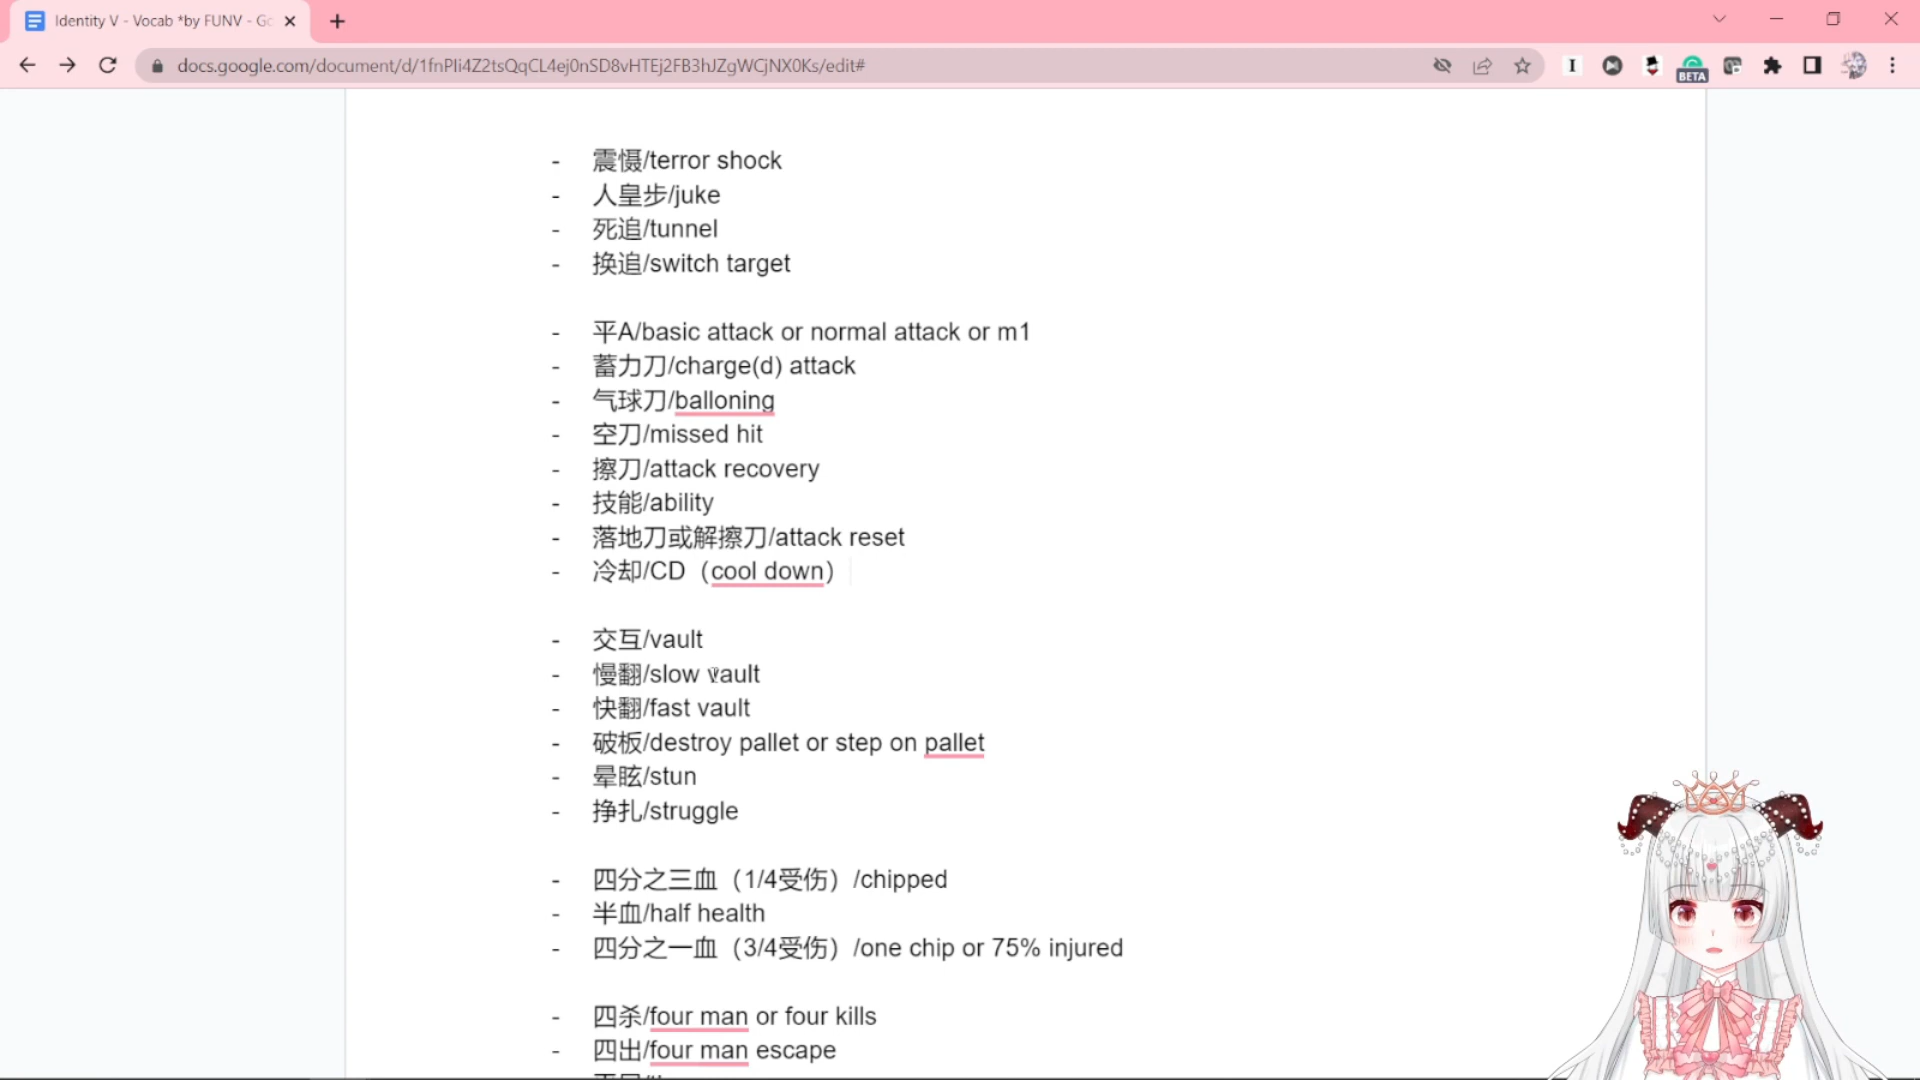 Identity V - Vocab *by FUNV - Go
docs.google.com/document/d/1fnPIi4Z2tsQqCL4ej0nSD8vHTEj2FB3hJZgWCjNX0Ks/edit#
BETA
- 震慑/terror shock
- 人皇步/juke
- 死追/tunnel
- 换追/switch target
- 平A/basic attack or normal attack or m1
- 蓄力刀/charge(d) attack
- 气球刀/balloning
- 空刀/missed hit
- 擦刀/attack recovery
- 技能/ability
- 落地刀或解擦刀/attack reset
- 冷却/CD（cool down）
- 交互/vault
- 慢翻/slow vault
- 快翻/fast vault
- 破板/destroy pallet or step on pallet
- 晕眩/stun
- 挣扎/struggle
- 四分之三血（1/4受伤）/chipped
- 半血/half health
- 四分之一血（3/4受伤）/one chip or 75% injured
- 四杀/four man or four kills
- 四出/four man escape